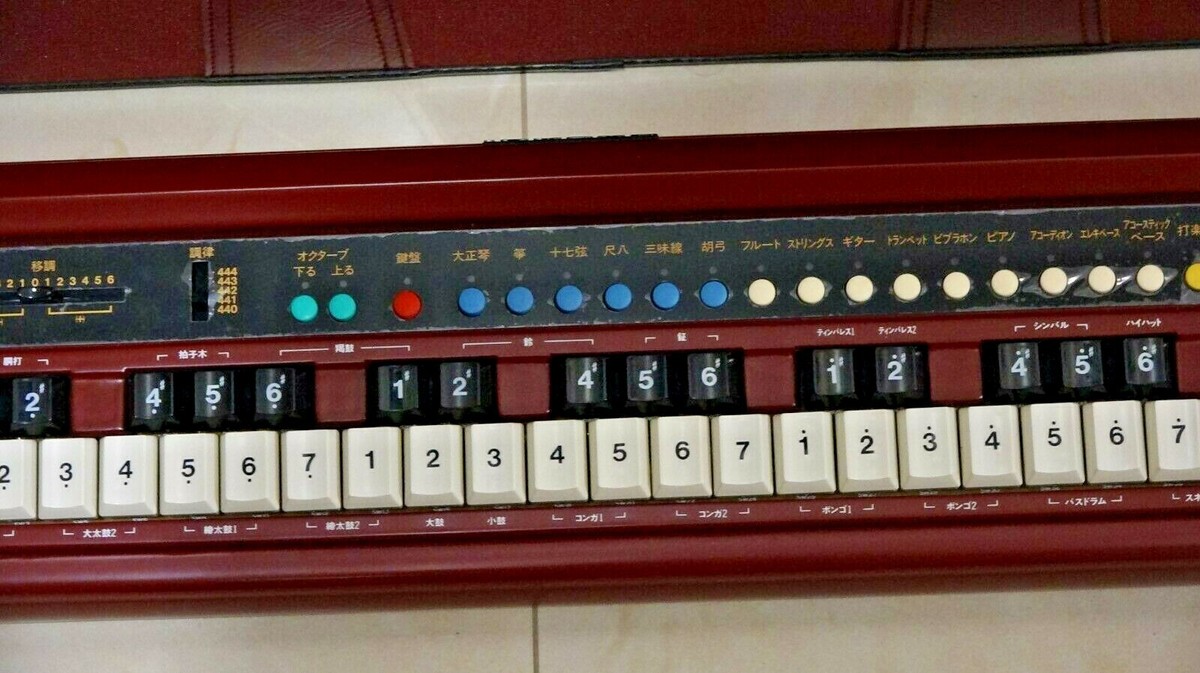 移調
2 1 0 1 2 3 4 5 6
調律
444
443
442
441
440
オクターブ
下る 上る
鍵盤
大正琴
箏
十七弦
尺八
三味線
胡弓
フルート
ストリングス
ギター
トランペット
ビブラホン
ピアノ
アコーディオン
エレキベース
アコースティック
ベース
打楽
胴打
拍子木
羯鼓
鈴
鉦
ティンバレス1
ティンバレス2
シンバル
ハイハット
2♯ 4♯ 5♯ 6♯ 1♯ 2♯ 4♯ 5♯ 6♯ 1♯ 2♯ 4♯ 5♯ 6♯
2 3 4 5 6 7 1 2 3 4 5 6 7 1 2 3 4 5 6 7
大太鼓2
締太鼓1
締太鼓2
大鼓
小鼓
コンガ1
コンガ2
ボンゴ1
ボンゴ2
バスドラム
スネ